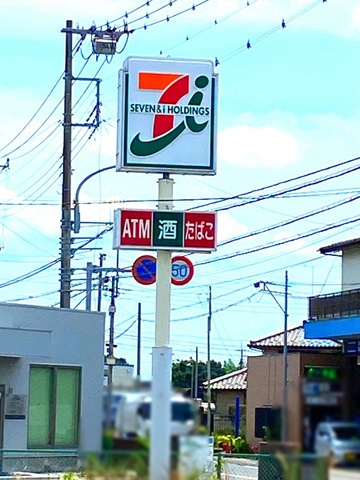 7i
SEVEN & i HOLDINGS
ATM 酒 たばこ
50